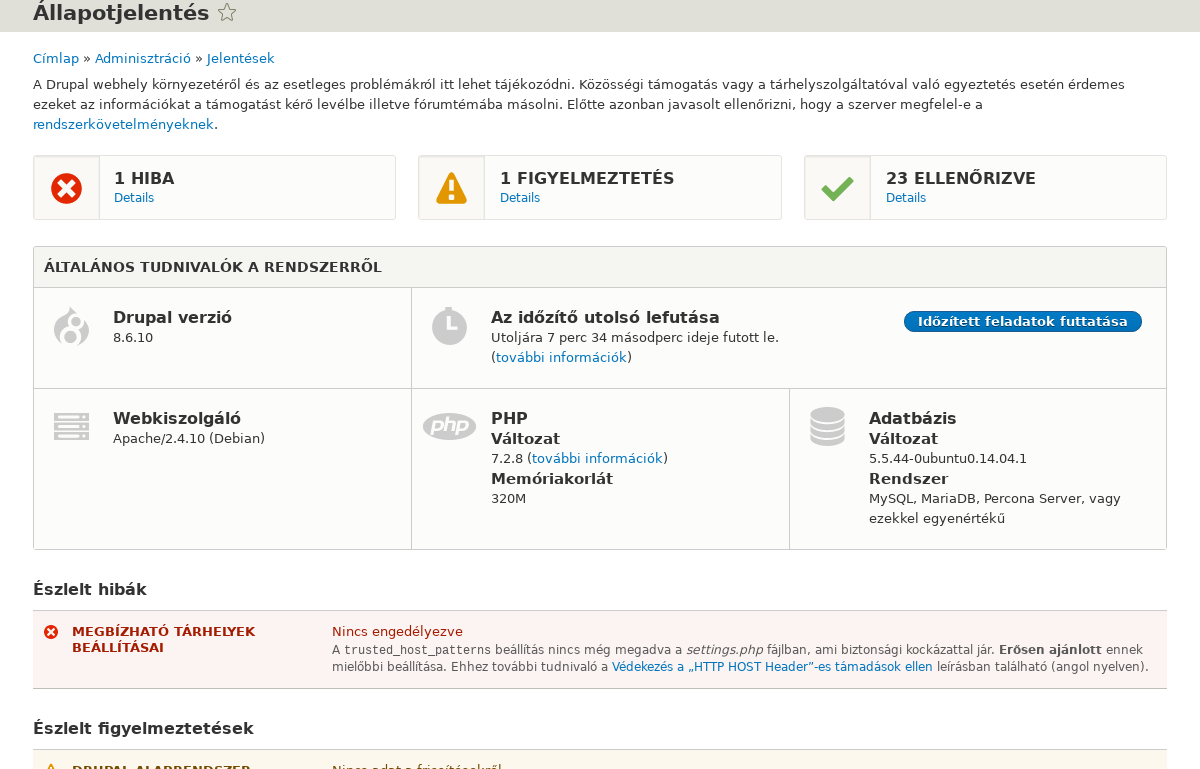 Állapotjelentés
Címlap » Adminisztráció » Jelentések
A Drupal webhely környezetéről és az esetleges problémákról itt lehet tájékozódni. Közösségi támogatás vagy a tárhelyszolgáltatóval való egyeztetés esetén érdemes
ezeket az információkat a támogatást kérő levélbe illetve fórumtémába másolni. Előtte azonban javasolt ellenőrizni, hogy a szerver megfelel-e a
rendszerkövetelményeknek.
1 HIBA
Details
1 FIGYELMEZTETÉS
Details
23 ELLENŐRIZVE
Details
ÁLTALÁNOS TUDNIVALÓK A RENDSZERRŐL
Drupal verzió
8.6.10
Az időzítő utolsó lefutása
Utoljára 7 perc 34 másodperc ideje futott le.
(további információk)
Időzített feladatok futtatása
Webkiszolgáló
Apache/2.4.10 (Debian)
php
PHP
Változat
7.2.8 (további információk)
Memóriakorlát
320M
Adatbázis
Változat
5.5.44-0ubuntu0.14.04.1
Rendszer
MySQL, MariaDB, Percona Server, vagy
ezekkel egyenértékű
Észlelt hibák
MEGBÍZHATÓ TÁRHELYEK
BEÁLLÍTÁSAI
Nincs engedélyezve
A trusted_host_patterns beállítás nincs még megadva a settings.php fájlban, ami biztonsági kockázattal jár. Erősen ajánlott ennek
mielőbbi beállítása. Ehhez további tudnivaló a Védekezés a „HTTP HOST Header”-es támadások ellen leírásban található (angol nyelven).
Észlelt figyelmeztetések
DRUPAL ALAPRENDSZER
Nincs adat a frissítésekről